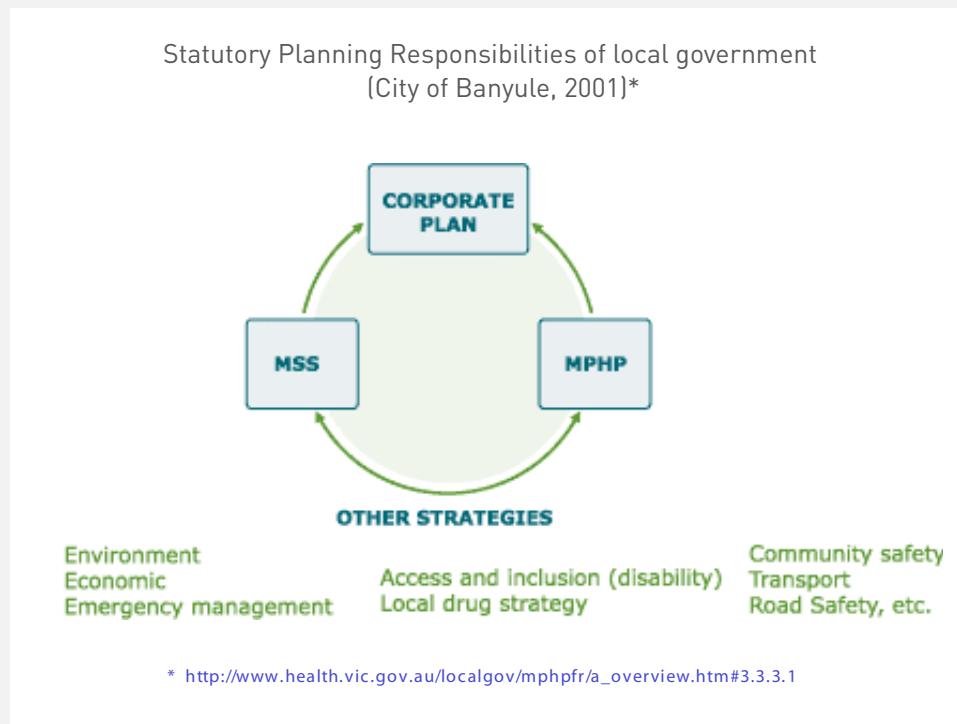 Statutory Planning Responsibilities of local government
(City of Banyule, 2001)*
CORPORATE
PLAN
MSS
MPHP
OTHER STRATEGIES
Environment
Economic
Emergency management
Access and inclusion (disability)
Local drug strategy
Community safety
Transport
Road Safety, etc.
* http://www.health.vic.gov.au/localgov/mphpfr/a_overview.htm#3.3.3.1